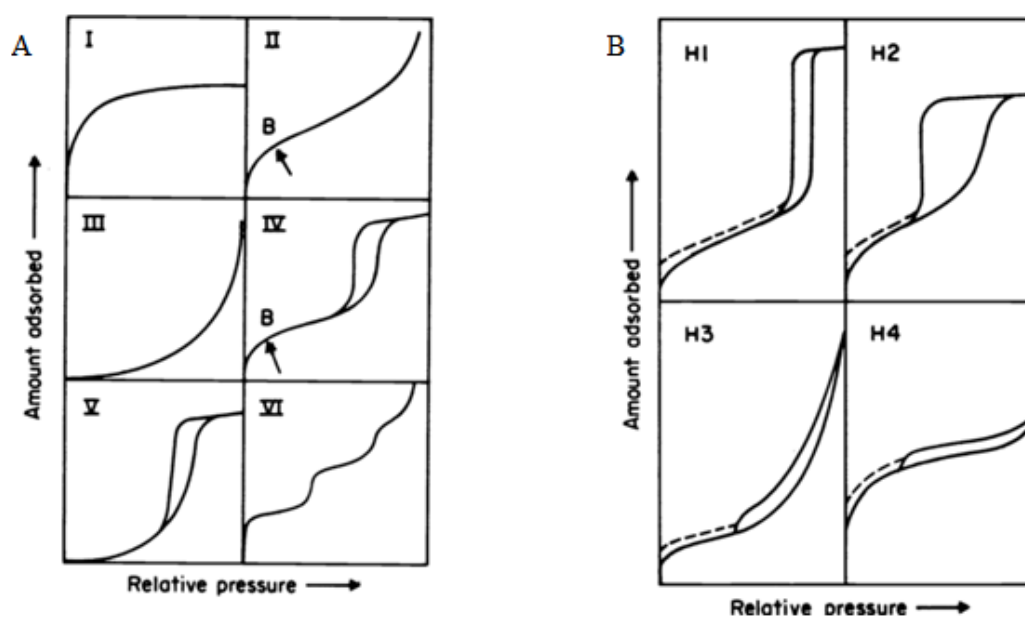 A
I
II
B
III
IV
B
V
VI
Amount adsorbed
Relative pressure
B
H1
H2
H3
H4
Amount adsorbed
Relative pressure